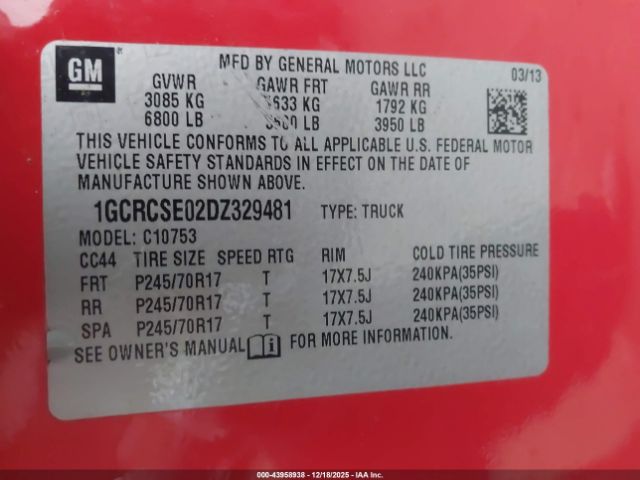 GM
MFD BY GENERAL MOTORS LLC
03/13
GVWR GAWR FRT GAWR RR
3085 KG 1633 KG 1792 KG
6800 LB LB 3950 LB
THIS VEHICLE CONFORMS TO ALL APPLICABLE U.S. FEDERAL MOTOR
VEHICLE SAFETY STANDARDS IN EFFECT ON THE DATE OF
MANUFACTURE SHOWN ABOVE.
1GCRCSE02DZ329481 TYPE: TRUCK
MODEL: C10753
CC44 TIRE SIZE SPEED RTG RIM COLD TIRE PRESSURE
FRT P245/70R17 T 17X7.5J 240KPA(35PSI)
RR P245/70R17 T 17X7.5J 240KPA(35PSI)
SPA P245/70R17 T 17X7.5J 240KPA(35PSI)
SEE OWNER'S MANUAL i FOR MORE INFORMATION.
000-43958938 - 12/18/2025 - IAA